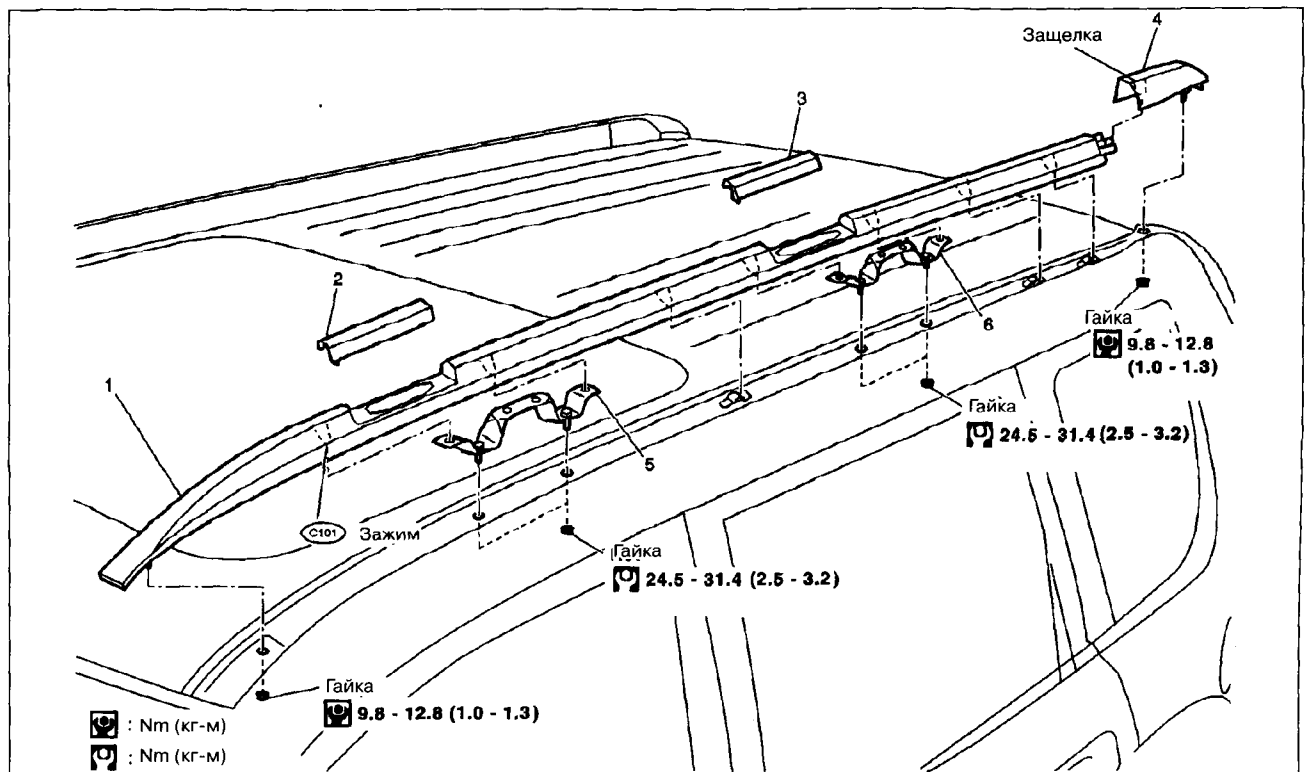 4
Защелка
3
2
1
6
Гайка
9.8 - 12.8
(1.0 - 1.3)
Гайка
24.5 - 31.4 (2.5 - 3.2)
5
C101 Зажим
Гайка
24.5 - 31.4 (2.5 - 3.2)
Гайка
9.8 - 12.8 (1.0 - 1.3)
: Nm (кг-м)
: Nm (кг-м)